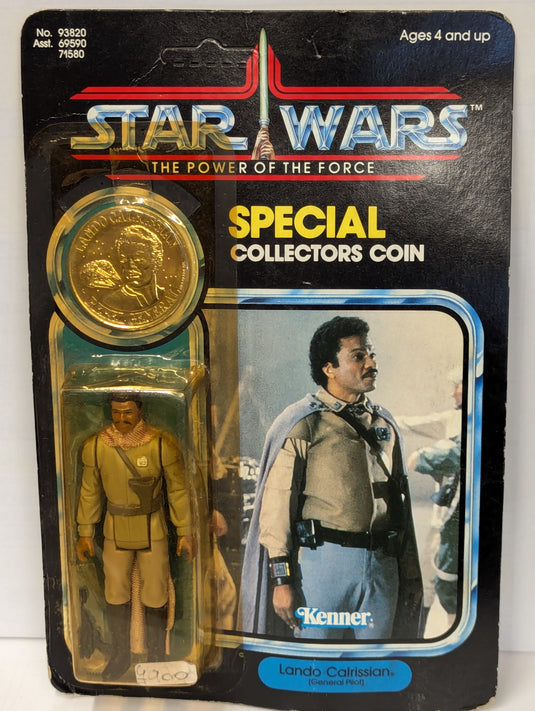 No. 93820
Asst. 69590
71580
Ages 4 and up
STAR WARS™
THE POWER OF THE FORCE
SPECIAL
COLLECTORS COIN
LANDO CALRISSIAN
Kenner®
Lando Calrissian®
(General Pilot)